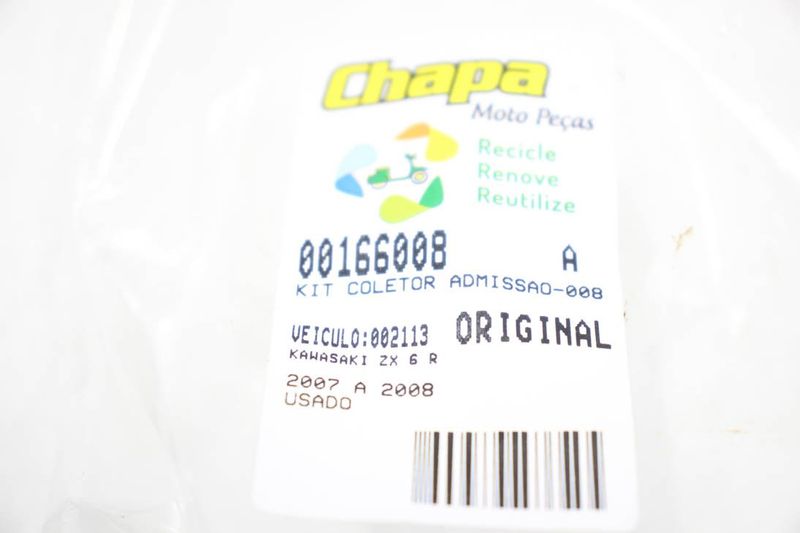 Chapa
Moto Peças
Recicle
Renove
Reutilize
00166008 A
KIT COLETOR ADMISSAO-008
VEICULO:002113 ORIGINAL
KAWASAKI ZX 6 R
2007 A 2008
USADO